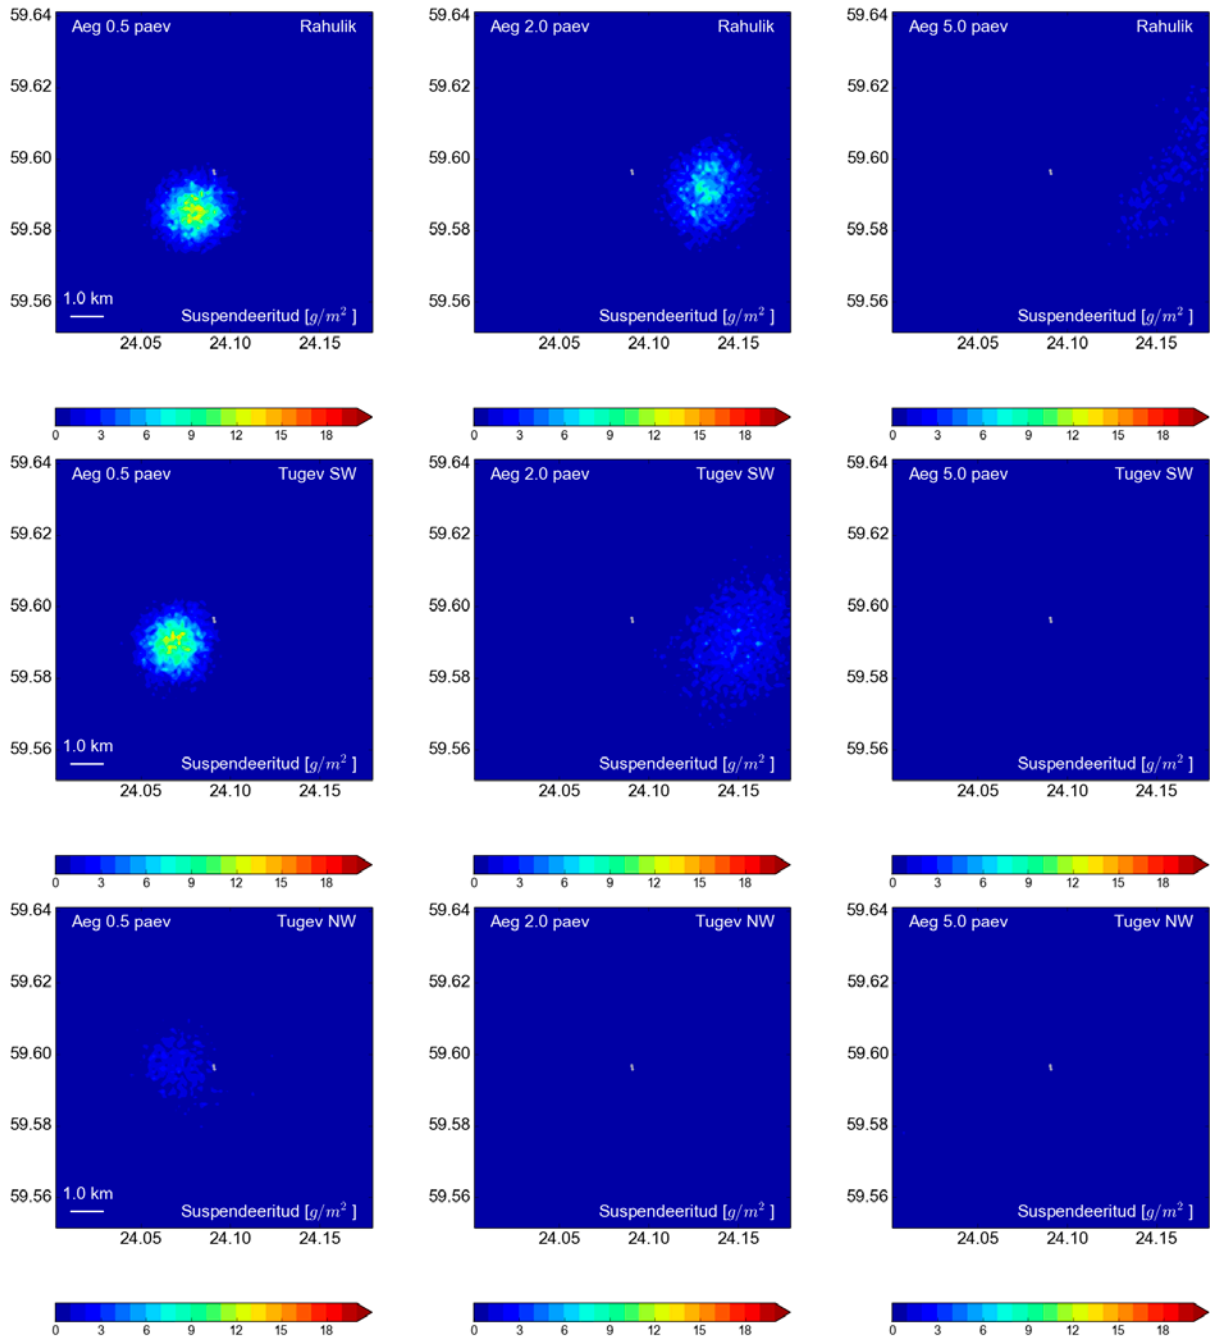 59.64
59.62
59.60
59.58
59.56
Aeg 0.5 paev Rahulik
1.0 km
Suspendeeritud [g/m² ]
24.05 24.10 24.15
0 3 6 9 12 15 18
59.64
59.62
59.60
59.58
59.56
Aeg 2.0 paev Rahulik
Suspendeeritud [g/m² ]
24.05 24.10 24.15
0 3 6 9 12 15 18
59.64
59.62
59.60
59.58
59.56
Aeg 5.0 paev Rahulik
Suspendeeritud [g/m² ]
24.05 24.10 24.15
0 3 6 9 12 15 18
59.64
59.62
59.60
59.58
59.56
Aeg 0.5 paev Tugev SW
1.0 km
Suspendeeritud [g/m² ]
24.05 24.10 24.15
0 3 6 9 12 15 18
59.64
59.62
59.60
59.58
59.56
Aeg 2.0 paev Tugev SW
Suspendeeritud [g/m² ]
24.05 24.10 24.15
0 3 6 9 12 15 18
59.64
59.62
59.60
59.58
59.56
Aeg 5.0 paev Tugev SW
Suspendeeritud [g/m² ]
24.05 24.10 24.15
0 3 6 9 12 15 18
59.64
59.62
59.60
59.58
59.56
Aeg 0.5 paev Tugev NW
1.0 km
Suspendeeritud [g/m² ]
24.05 24.10 24.15
0 3 6 9 12 15 18
59.64
59.62
59.60
59.58
59.56
Aeg 2.0 paev Tugev NW
Suspendeeritud [g/m² ]
24.05 24.10 24.15
0 3 6 9 12 15 18
59.64
59.62
59.60
59.58
59.56
Aeg 5.0 paev Tugev NW
Suspendeeritud [g/m² ]
24.05 24.10 24.15
0 3 6 9 12 15 18